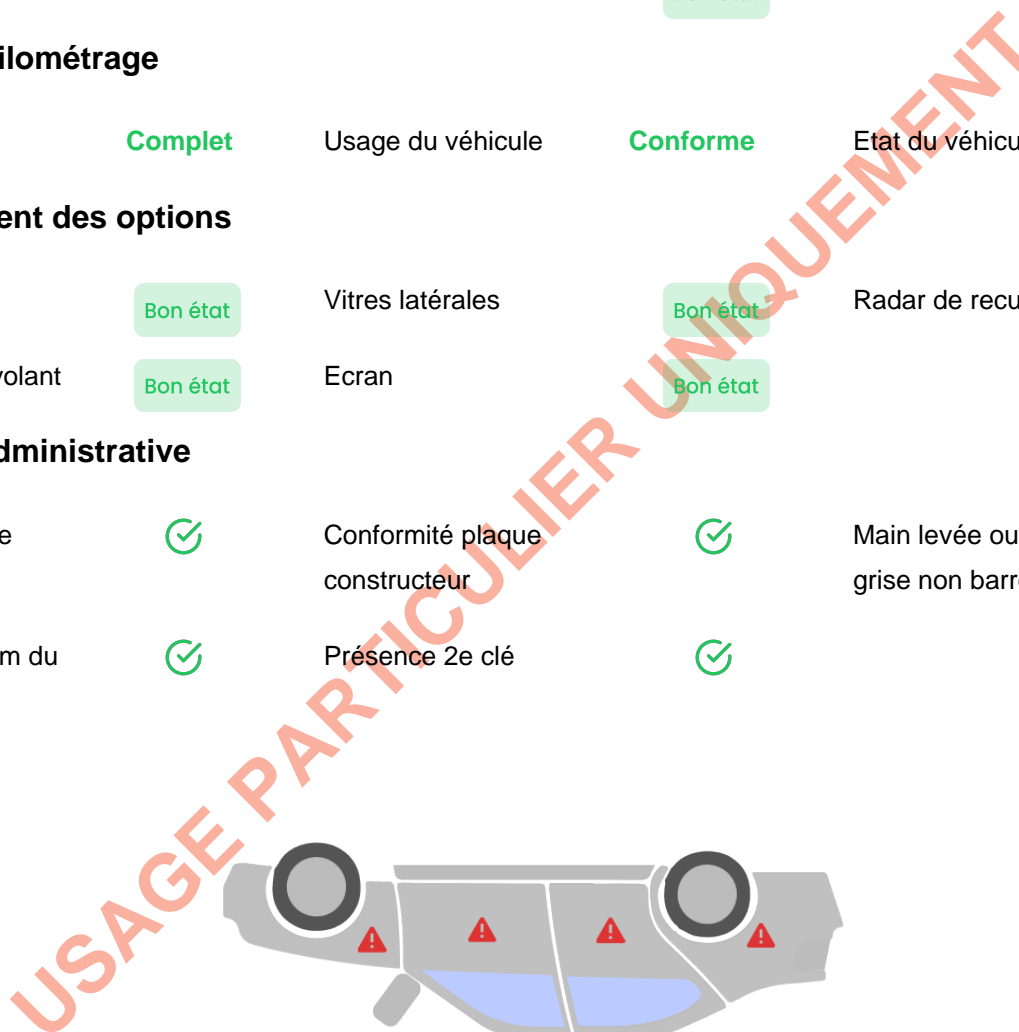 ilométrage
Complet Usage du véhicule Conforme Etat du véhicu
ent des options
Bon état Vitres latérales Bon état Radar de recu
volant Bon état Ecran Bon état
dministrative
e Conformité plaque Main levée ou
constructeur grise non barr
m du Présence 2e clé
USAGE PARTICULIER UNIQUEMENT